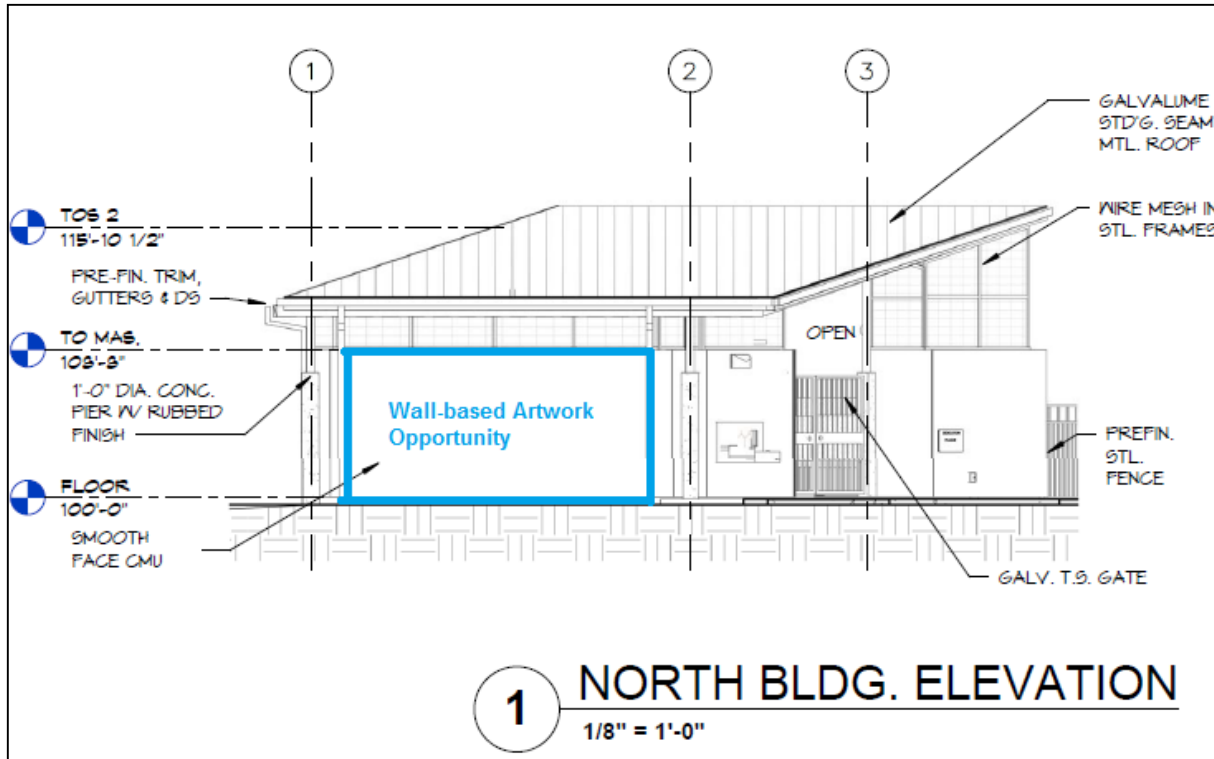 1
2
3
GALVALUME
STD'G. SEAM
MTL. ROOF
WIRE MESH IN
STL. FRAMES
TOS 2
115'-10 1/2"
PRE-FIN. TRIM,
GUTTERS & DS
OPEN
TO MAS.
108'-8"
1'-0" DIA. CONC.
PIER W/ RUBBED
FINISH
Wall-based Artwork
Opportunity
PREFIN.
STL.
FENCE
FLOOR
100'-0"
SMOOTH
FACE CMU
GALV. T.S. GATE
1
NORTH BLDG. ELEVATION
1/8" = 1'-0"